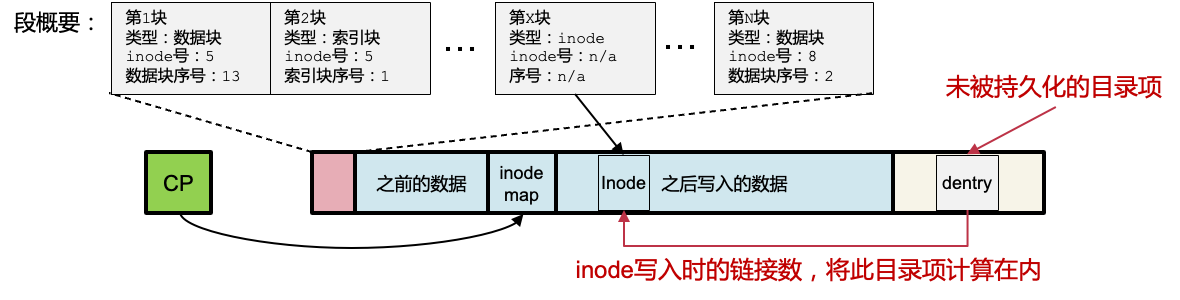 段概要：
第1块
类型：数据块
inode号：5
数据块序号：13
第2块
类型：索引块
inode号：5
索引块序号：1
...
第X块
类型：inode
inode号：n/a
序号：n/a
...
第N块
类型：数据块
inode号：8
数据块序号：2
未被持久化的目录项
CP
之前的数据
inode
map
Inode
之后写入的数据
dentry
inode写入时的链接数，将此目录项计算在内